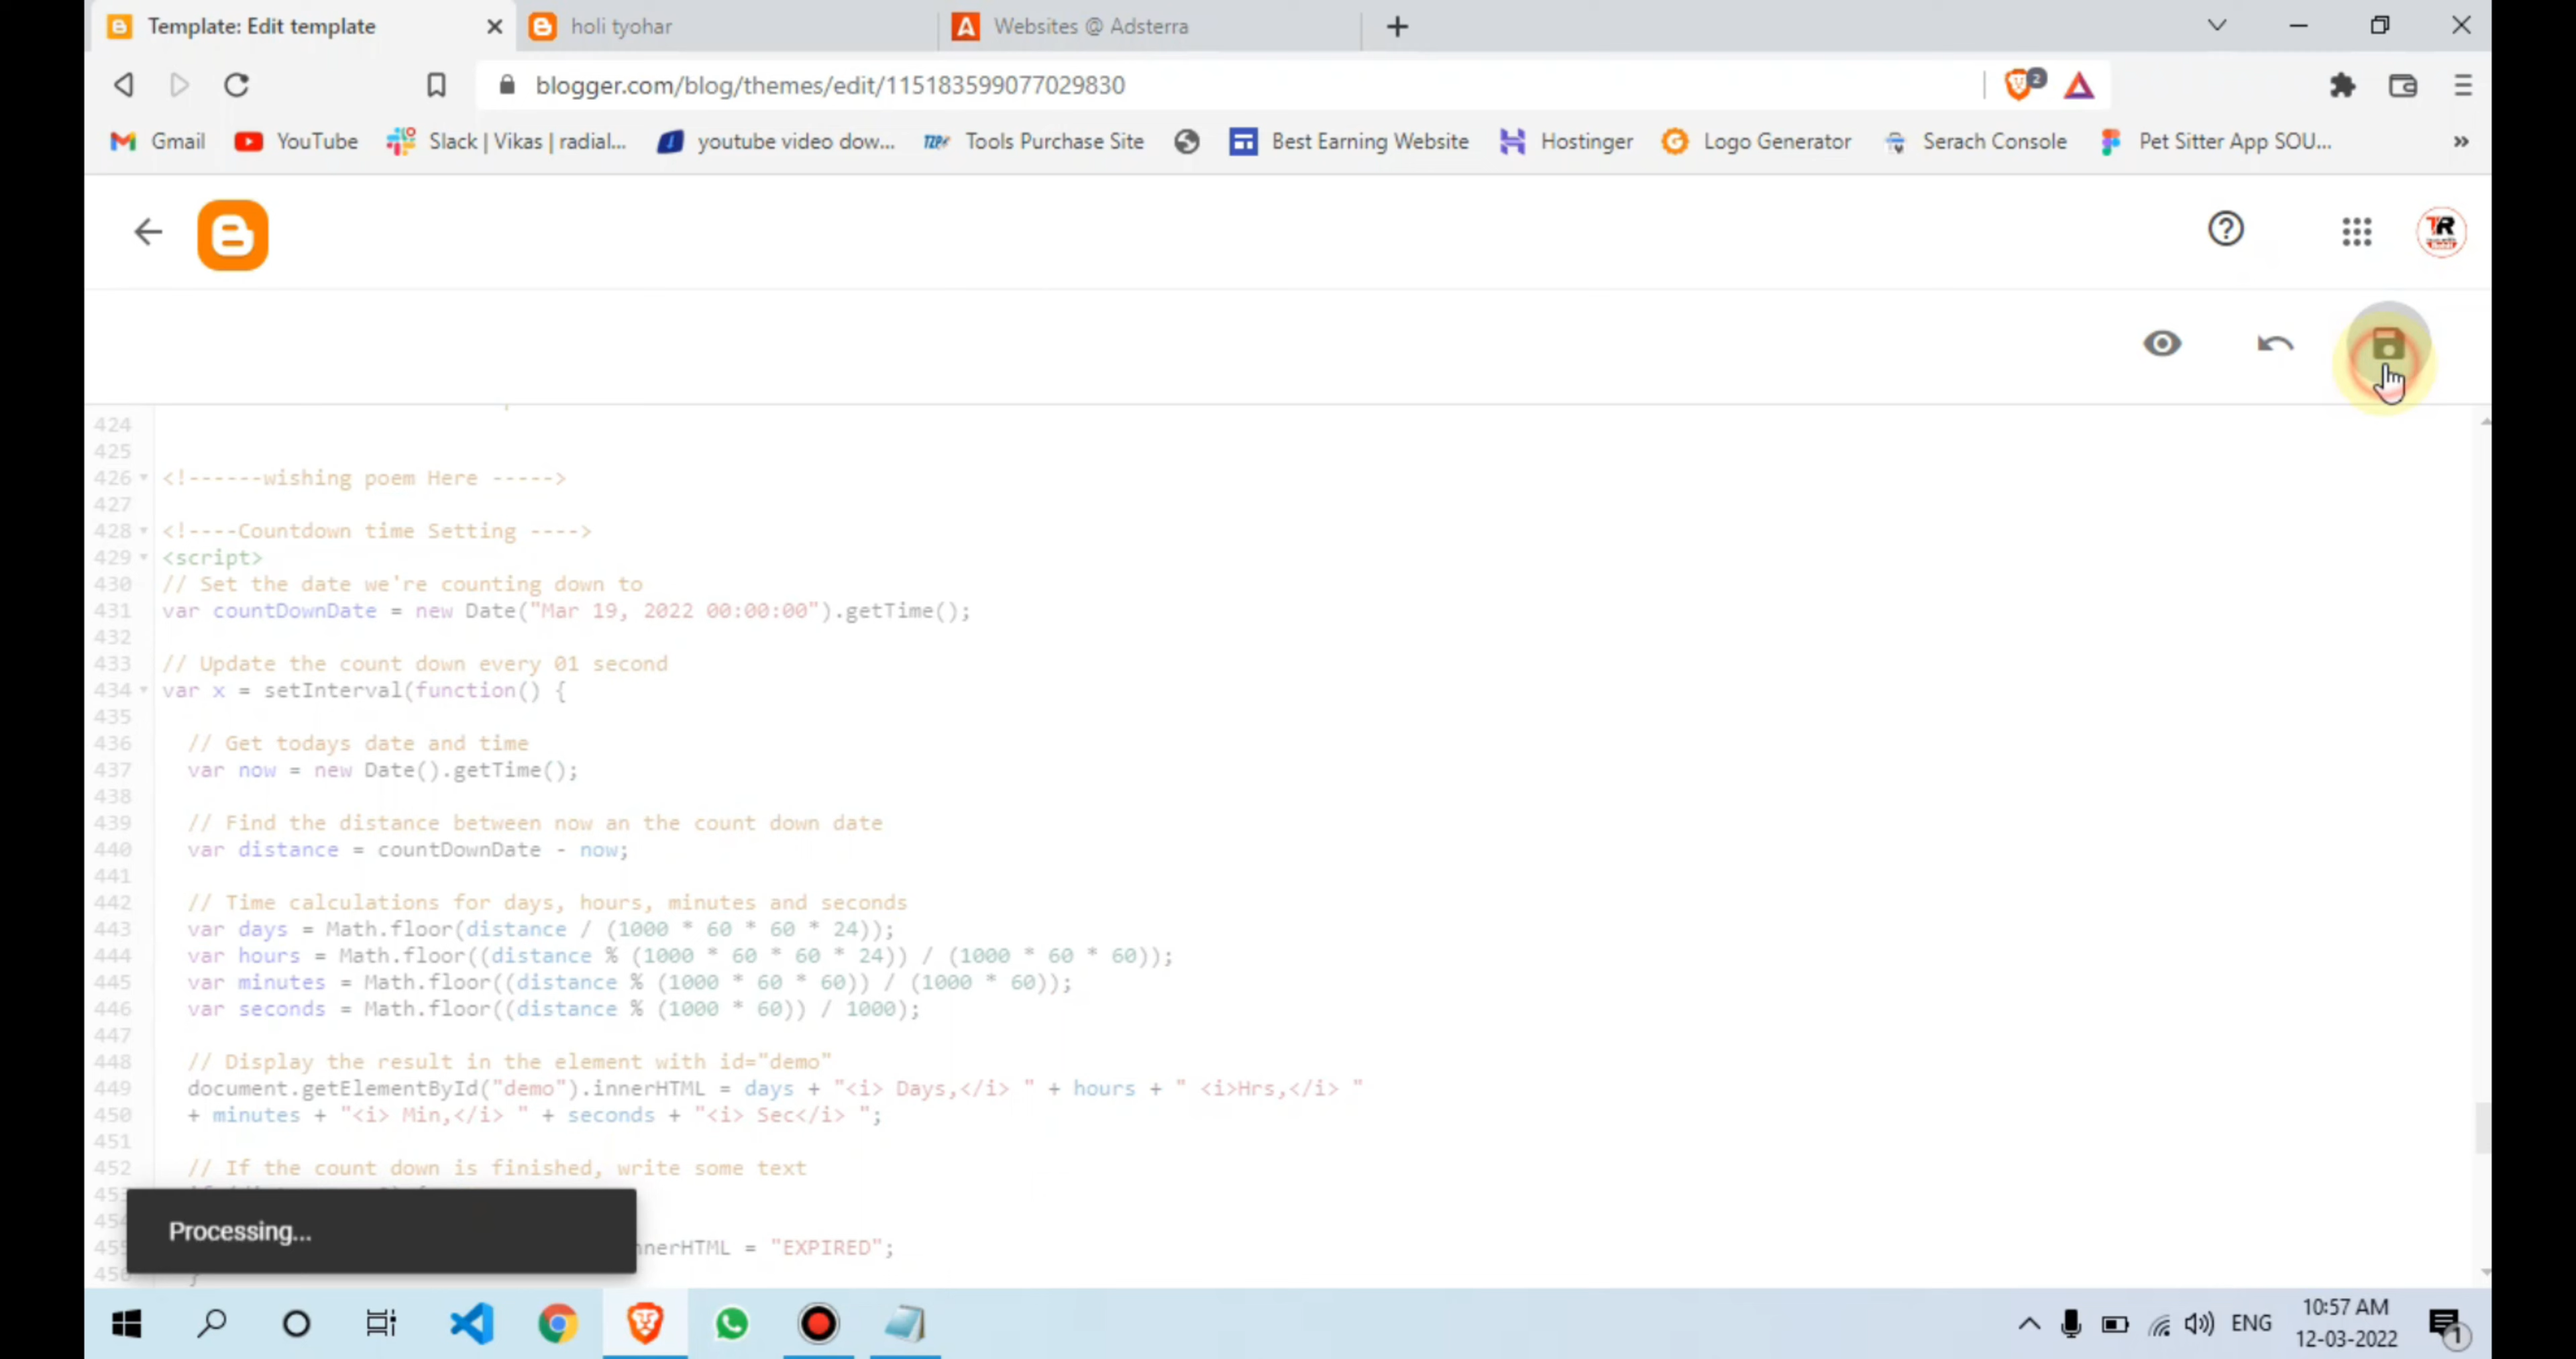 Template: Edit template
holi tyohar
Websites @ Adsterra
blogger.com/blog/themes/edit/115183599077029830
2
Gmail
YouTube
Slack | Vikas | radial...
youtube video dow...
Tools Purchase Site
Best Earning Website
Hostinger
Logo Generator
Serach Console
Pet Sitter App SOU...
»
424
425
426 <!------wishing poem Here ----->
427
428 <!----Countdown time Setting ---->
429 <script>
430 // Set the date we're counting down to
431 var countDownDate = new Date("Mar 19, 2022 00:00:00").getTime();
432
433 // Update the count down every 01 second
434 var x = setInterval(function() {
435
436 // Get todays date and time
437 var now = new Date().getTime();
438
439 // Find the distance between now an the count down date
440 var distance = countDownDate - now;
441
442 // Time calculations for days, hours, minutes and seconds
443 var days = Math.floor(distance / (1000 * 60 * 60 * 24));
444 var hours = Math.floor((distance % (1000 * 60 * 60 * 24)) / (1000 * 60 * 60));
445 var minutes = Math.floor((distance % (1000 * 60 * 60)) / (1000 * 60));
446 var seconds = Math.floor((distance % (1000 * 60)) / 1000);
447
448 // Display the result in the element with id="demo"
449 document.getElementById("demo").innerHTML = days + "<i> Days,</i> " + hours + " <i>Hrs,</i> "
450 + minutes + "<i> Min,</i> " + seconds + "<i> Sec</i> ";
451
452 // If the count down is finished, write some text
Processing...
nnerHTML = "EXPIRED";
}
ENG
10:57 AM
12-03-2022
1